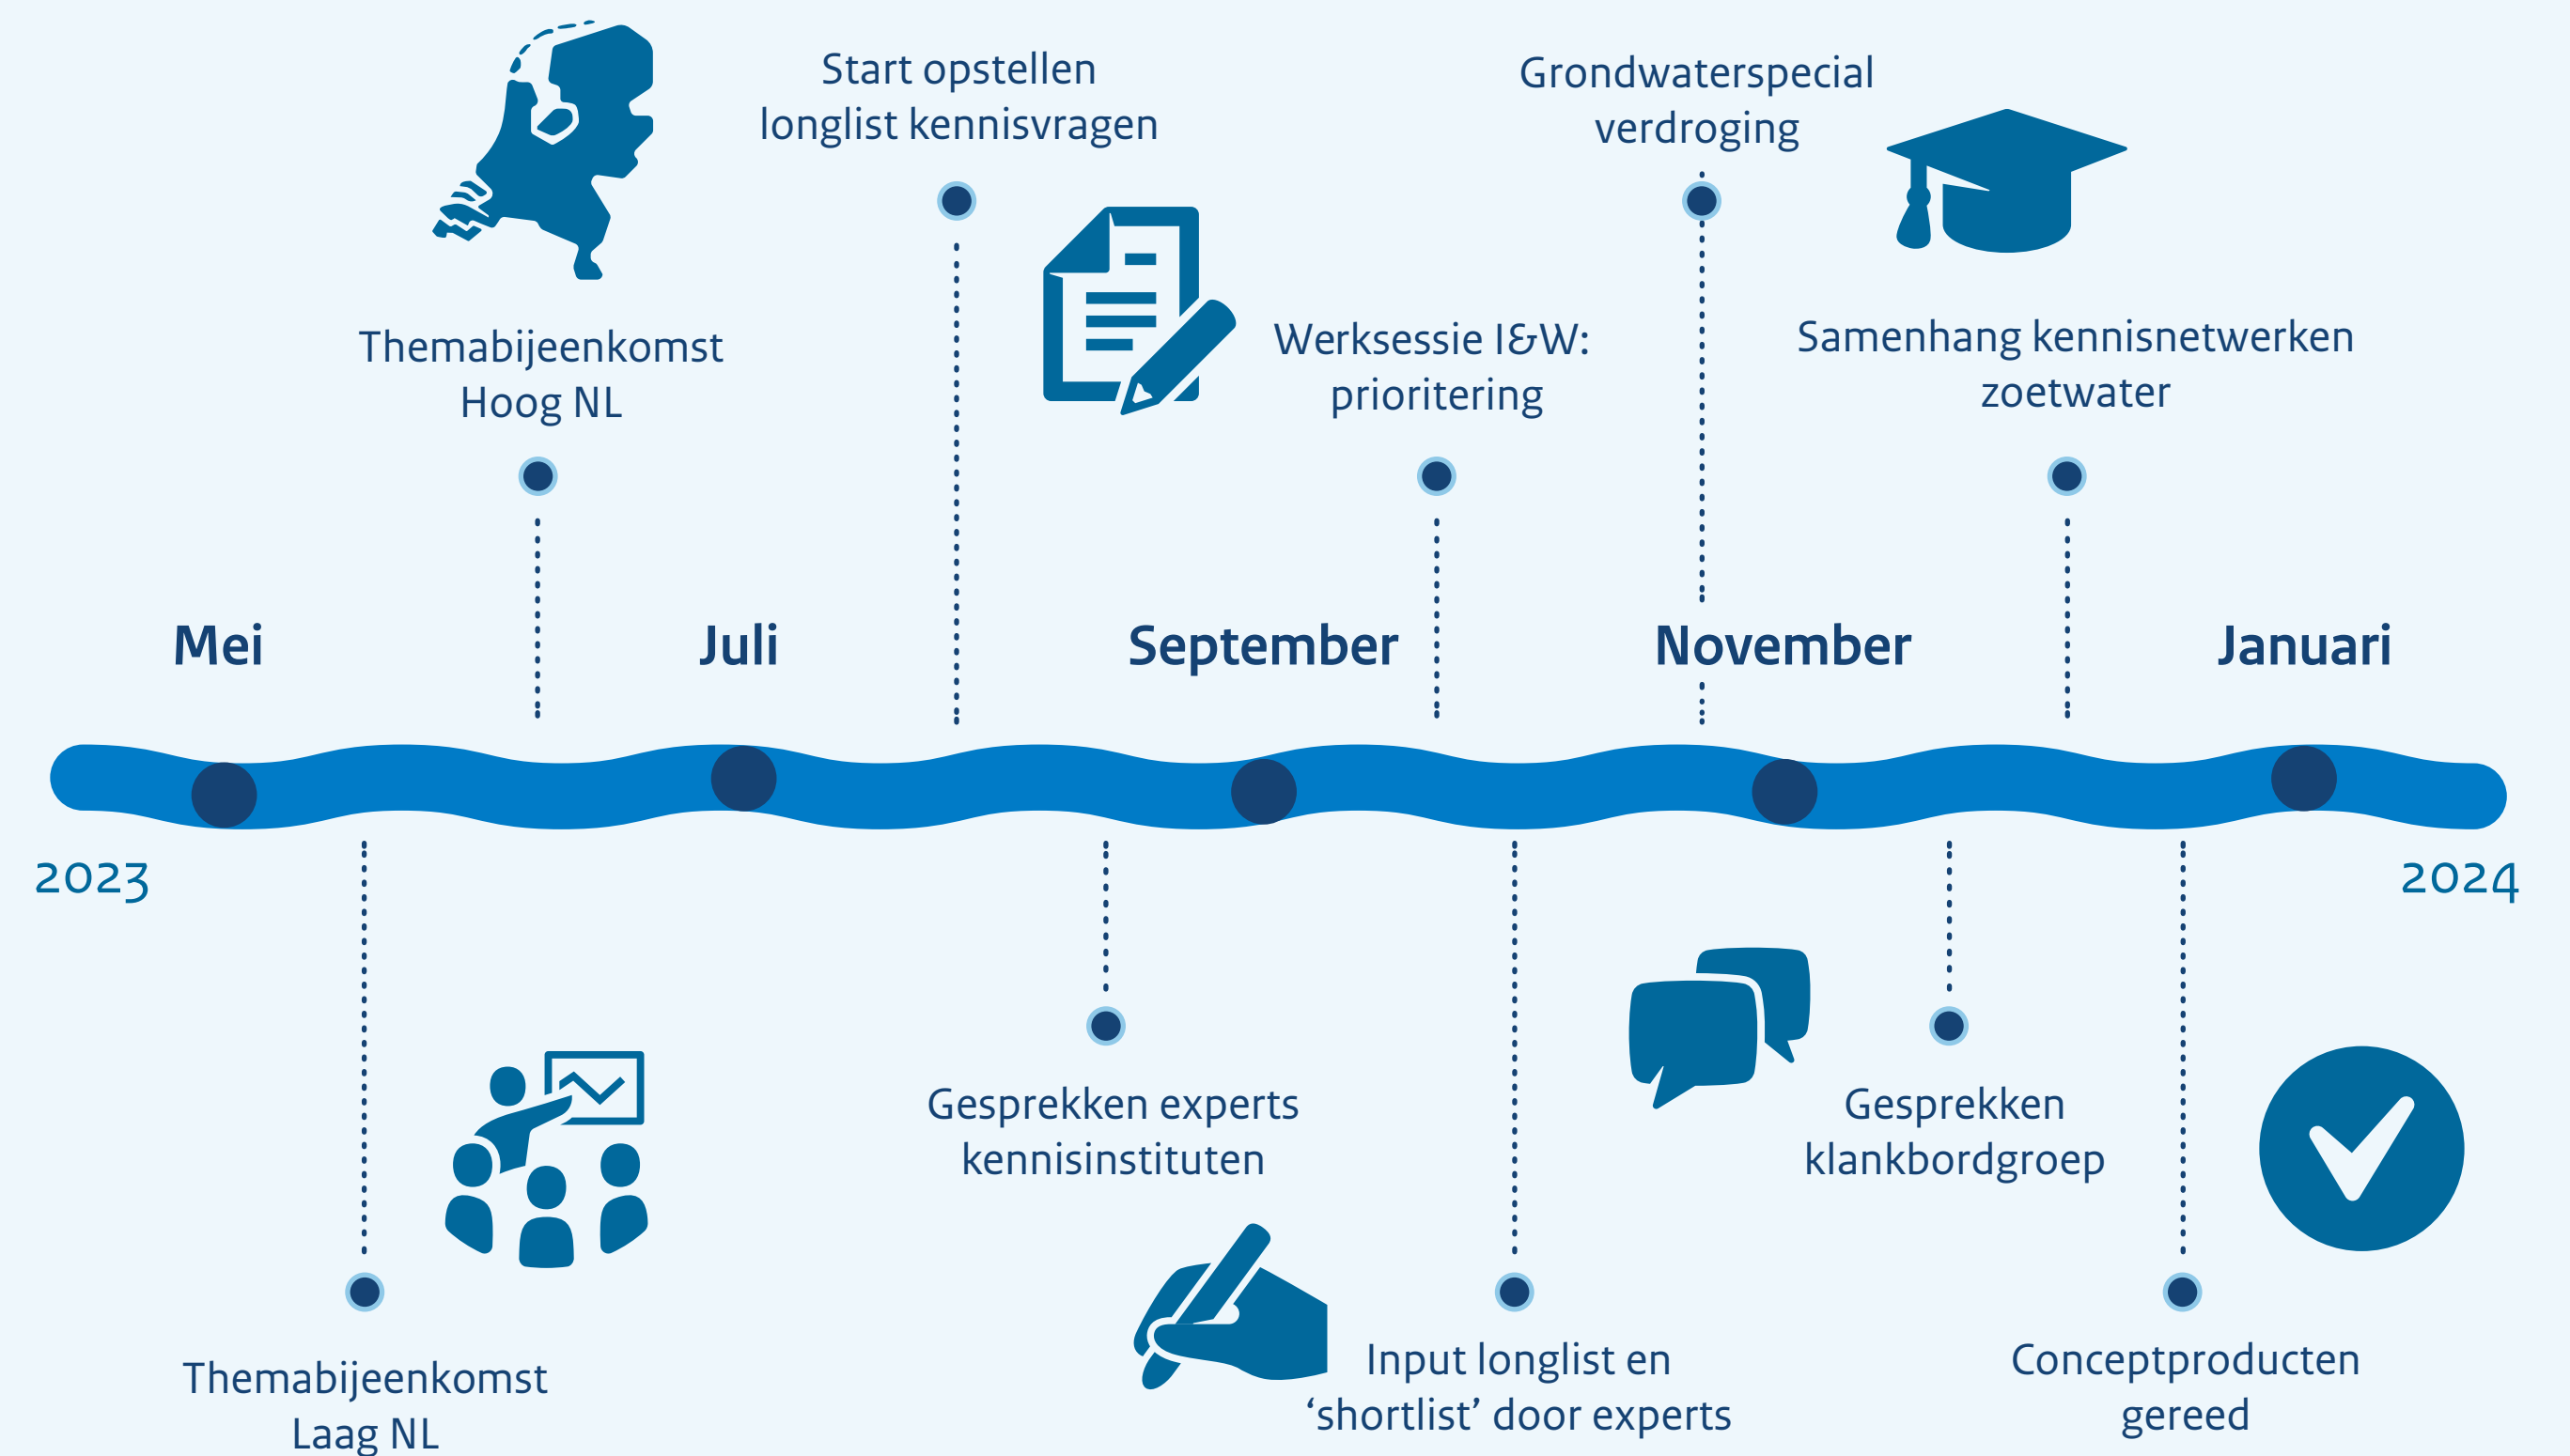 Start opstellen
longlist kennisvragen
Grondwaterspecial
verdroging
Themabijeenkomst
Hoog NL
Werksessie I&W:
prioritering
Samenhang kennisnetwerken
zoetwater
Mei
Juli
September
November
Januari
2023
2024
Gesprekken experts
kennisinstituten
Gesprekken
klankbordgroep
Themabijeenkomst
Laag NL
Input longlist en
‘shortlist’ door experts
Conceptproducten
gereed